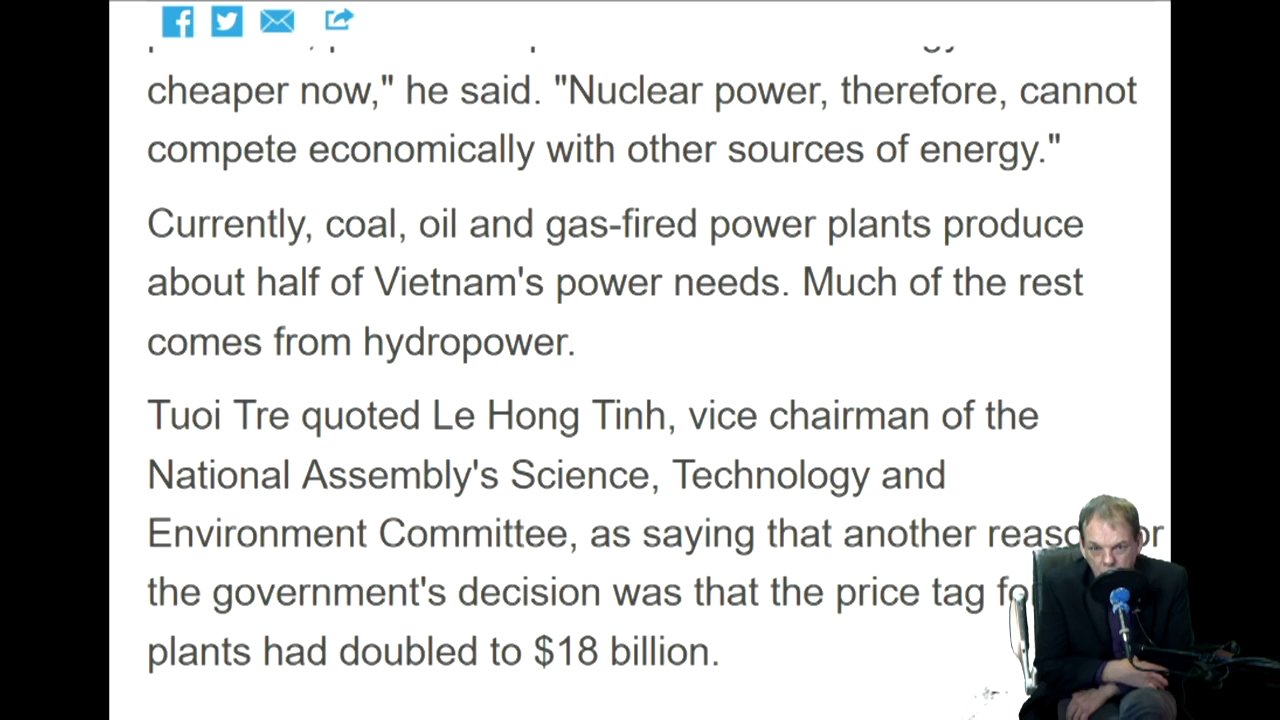 cheaper now," he said. "Nuclear power, therefore, cannot
compete economically with other sources of energy."
Currently, coal, oil and gas-fired power plants produce
about half of Vietnam's power needs. Much of the rest
comes from hydropower.
Tuoi Tre quoted Le Hong Tinh, vice chairman of the
National Assembly's Science, Technology and
Environment Committee, as saying that another
the government's decision was that the price tag
plants had doubled to $18 billion.